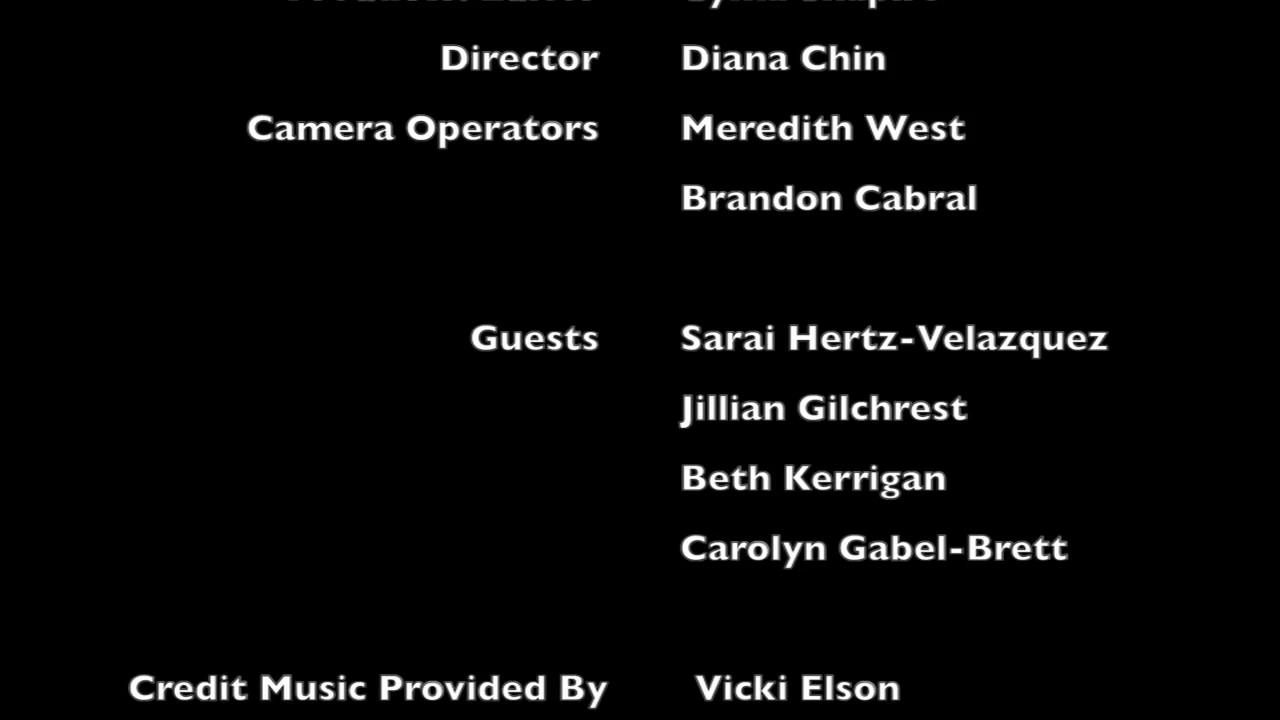 Director Diana Chin
Camera Operators Meredith West
Brandon Cabral
Guests Sarai Hertz-Velazquez
Jillian Gilchrest
Beth Kerrigan
Carolyn Gabel-Brett
Credit Music Provided By Vicki Elson